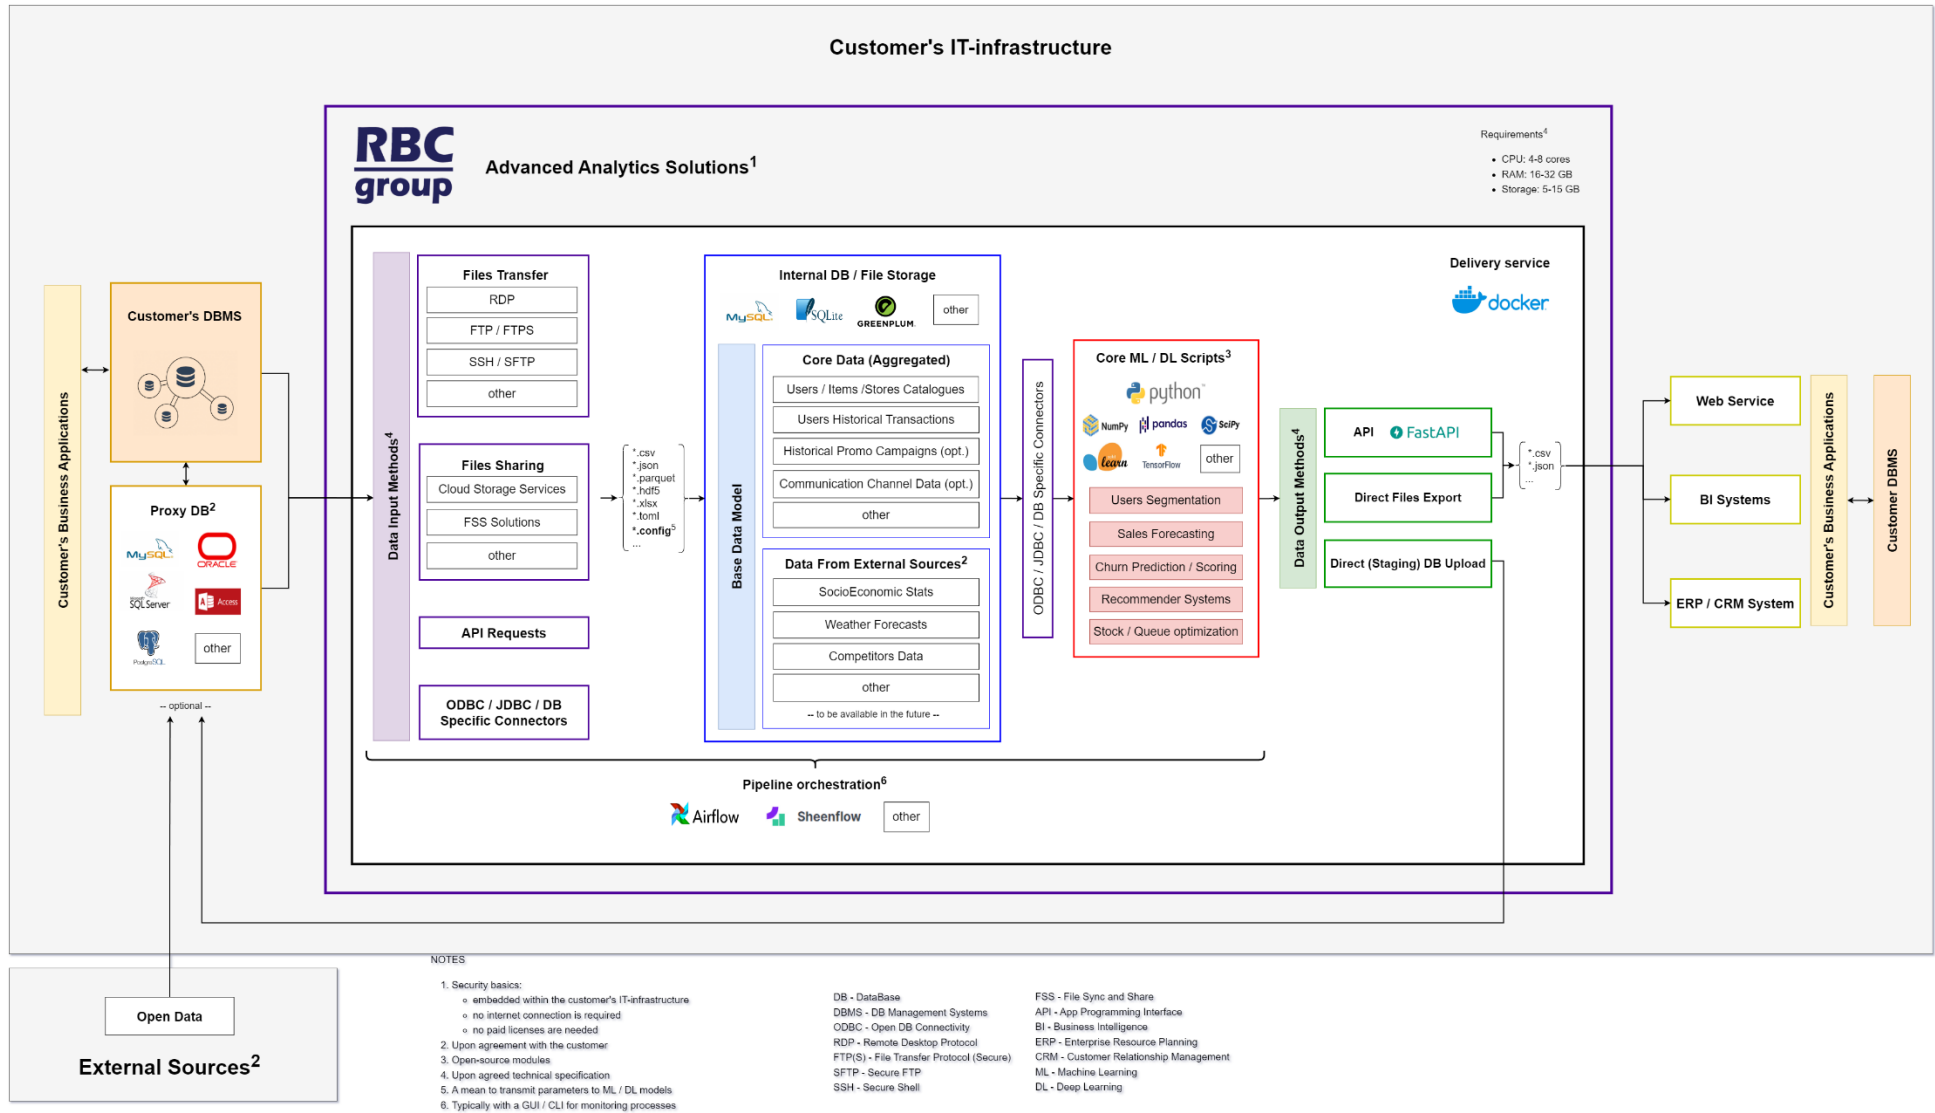 Customer's IT-infrastructure
RBC
group
Advanced Analytics Solutions1
Requirements4
CPU: 4-8 cores
RAM: 16-32 GB
Storage: 5-15 GB
Customer's Business Applications
Customer's DBMS
Proxy DB2
MySQL
ORACLE
SQL Server
Access
PostgreSQL
other
-- optional --
Data Input Methods4
Files Transfer
RDP
FTP / FTPS
SSH / SFTP
other
Files Sharing
Cloud Storage Services
FSS Solutions
other
API Requests
ODBC / JDBC / DB
Specific Connectors
*.csv
*.json
*.parquet
*.hdf5
*.xlsx
*.toml
*.config5
...
Internal DB / File Storage
MySQL
SQLite
GREENPLUM
other
Base Data Model
Core Data (Aggregated)
Users / Items /Stores Catalogues
Users Historical Transactions
Historical Promo Campaigns (opt.)
Communication Channel Data (opt.)
other
Data From External Sources2
SocioEconomic Stats
Weather Forecasts
Competitors Data
other
-- to be available in the future --
ODBC / JDBC / DB Specific Connectors
Core ML / DL Scripts3
python
NumPy
pandas
SciPy
learn
TensorFlow
other
Users Segmentation
Sales Forecasting
Churn Prediction / Scoring
Recommender Systems
Stock / Queue optimization
Delivery service
docker
Data Output Methods4
API
FastAPI
Direct Files Export
Direct (Staging) DB Upload
*.csv
*.json
...
Web Service
BI Systems
ERP / CRM System
Customer's Business Applications
Customer DBMS
Pipeline orchestration6
Airflow
Sheenflow
other
Open Data
External Sources2
NOTES
1. Security basics:
embedded within the customer's IT-infrastructure
no internet connection is required
no paid licenses are needed
2. Upon agreement with the customer
3. Open-source modules
4. Upon agreed technical specification
5. A mean to transmit parameters to ML / DL models
6. Typically with a GUI / CLI for monitoring processes
DB - DataBase
DBMS - DB Management Systems
ODBC - Open DB Connectivity
RDP - Remote Desktop Protocol
FTP(S) - File Transfer Protocol (Secure)
SFTP - Secure FTP
SSH - Secure Shell
FSS - File Sync and Share
API - App Programming Interface
BI - Business Intelligence
ERP - Enterprise Resource Planning
CRM - Customer Relationship Management
ML - Machine Learning
DL - Deep Learning